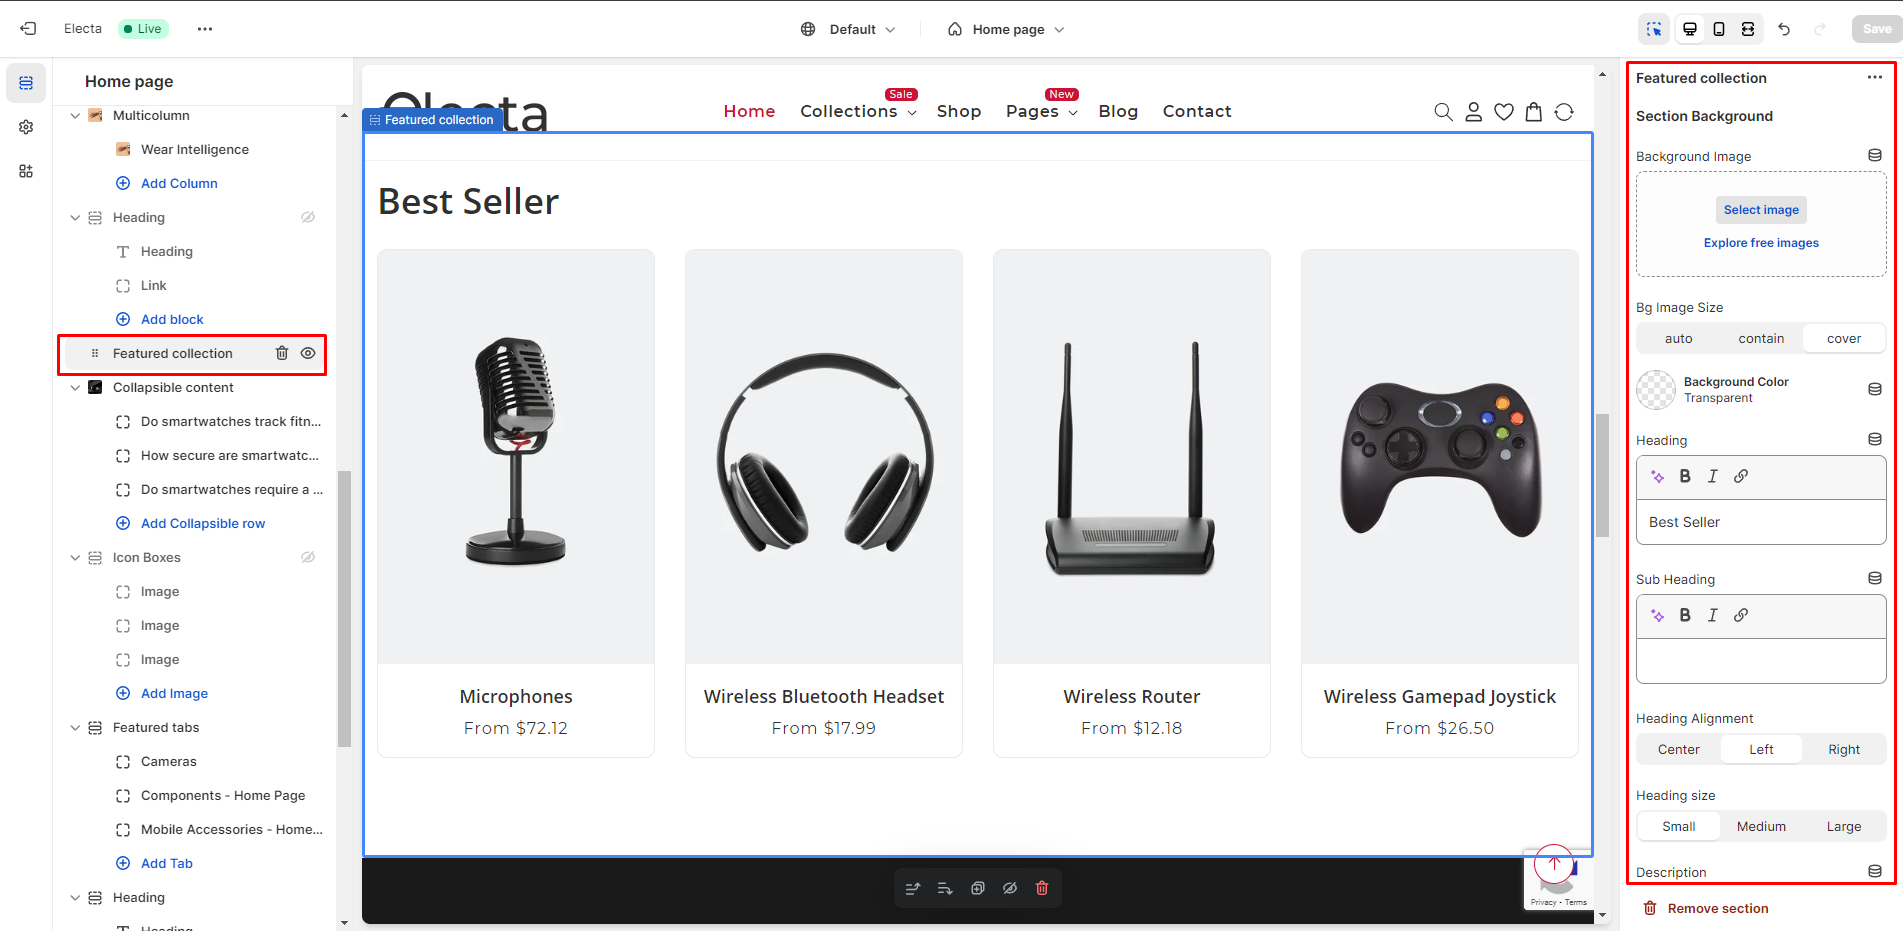 Electa
Live
Default
Home page
Save
Home page
Multicolumn
Wear Intelligence
Add Column
Heading
Heading
Link
Add block
Featured collection
Collapsible content
Do smartwatches track fitn...
How secure are smartwatc...
Do smartwatches require a ...
Add Collapsible row
Icon Boxes
Image
Image
Image
Add Image
Featured tabs
Cameras
Components - Home Page
Mobile Accessories - Home...
Add Tab
Heading
Heading
Electa
Featured collection
Home
Collections
Sale
Shop
Pages
New
Blog
Contact
Best Seller
Microphones
From $72.12
Wireless Bluetooth Headset
From $17.99
Wireless Router
From $12.18
Wireless Gamepad Joystick
From $26.50
Privacy - Terms
Featured collection
Section Background
Background Image
Select image
Explore free images
Bg Image Size
auto contain cover
Background Color
Transparent
Heading
B I
Best Seller
Sub Heading
B I
Heading Alignment
Center Left Right
Heading size
Small Medium Large
Description
Remove section